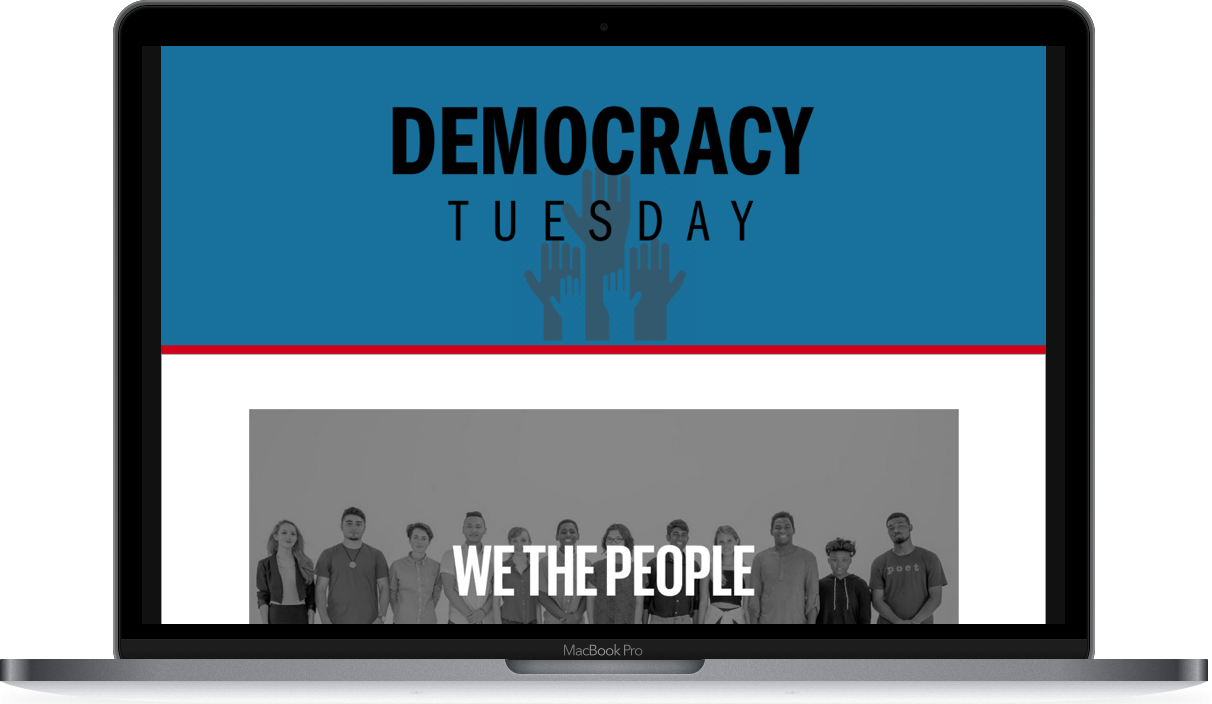 DEMOCRACY
TUESDAY
WE THE PEOPLE
poet
MacBook Pro